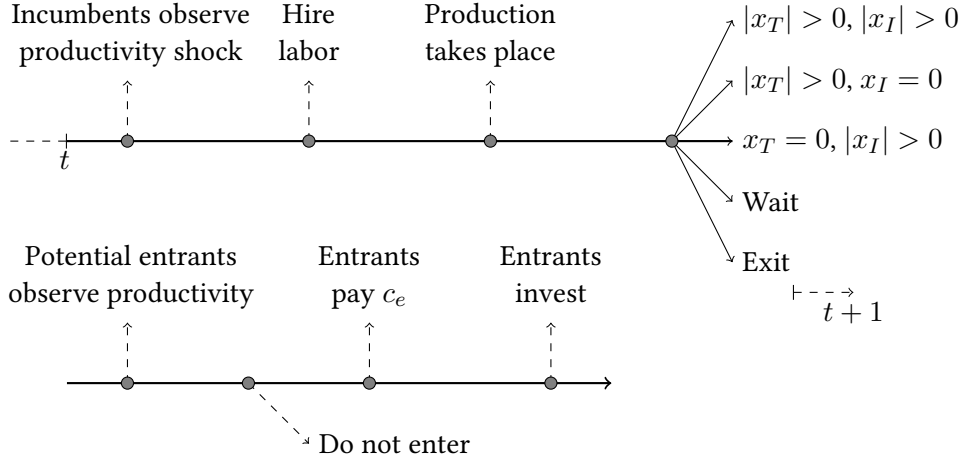 Incumbents observe
productivity shock
Hire
labor
Production
takes place
|x_T| > 0, |x_I| > 0
|x_T| > 0, x_I = 0
x_T = 0, |x_I| > 0
Wait
Exit
t
t + 1
Potential entrants
observe productivity
Entrants
pay c_e
Entrants
invest
Do not enter